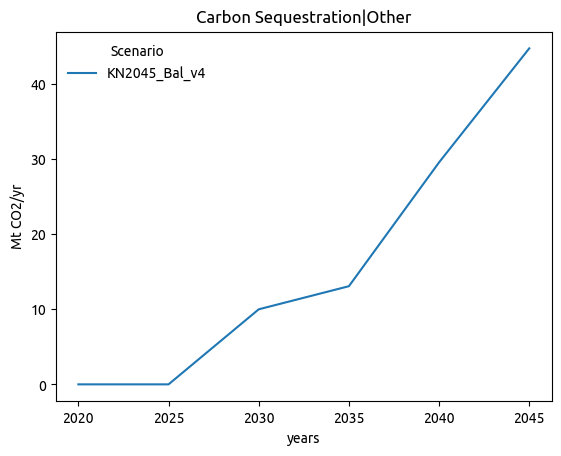 Carbon Sequestration|Other
Scenario
KN2045_Bal_v4
Mt CO2/yr
40
30
20
10
0
2020 2025 2030 2035 2040 2045
years